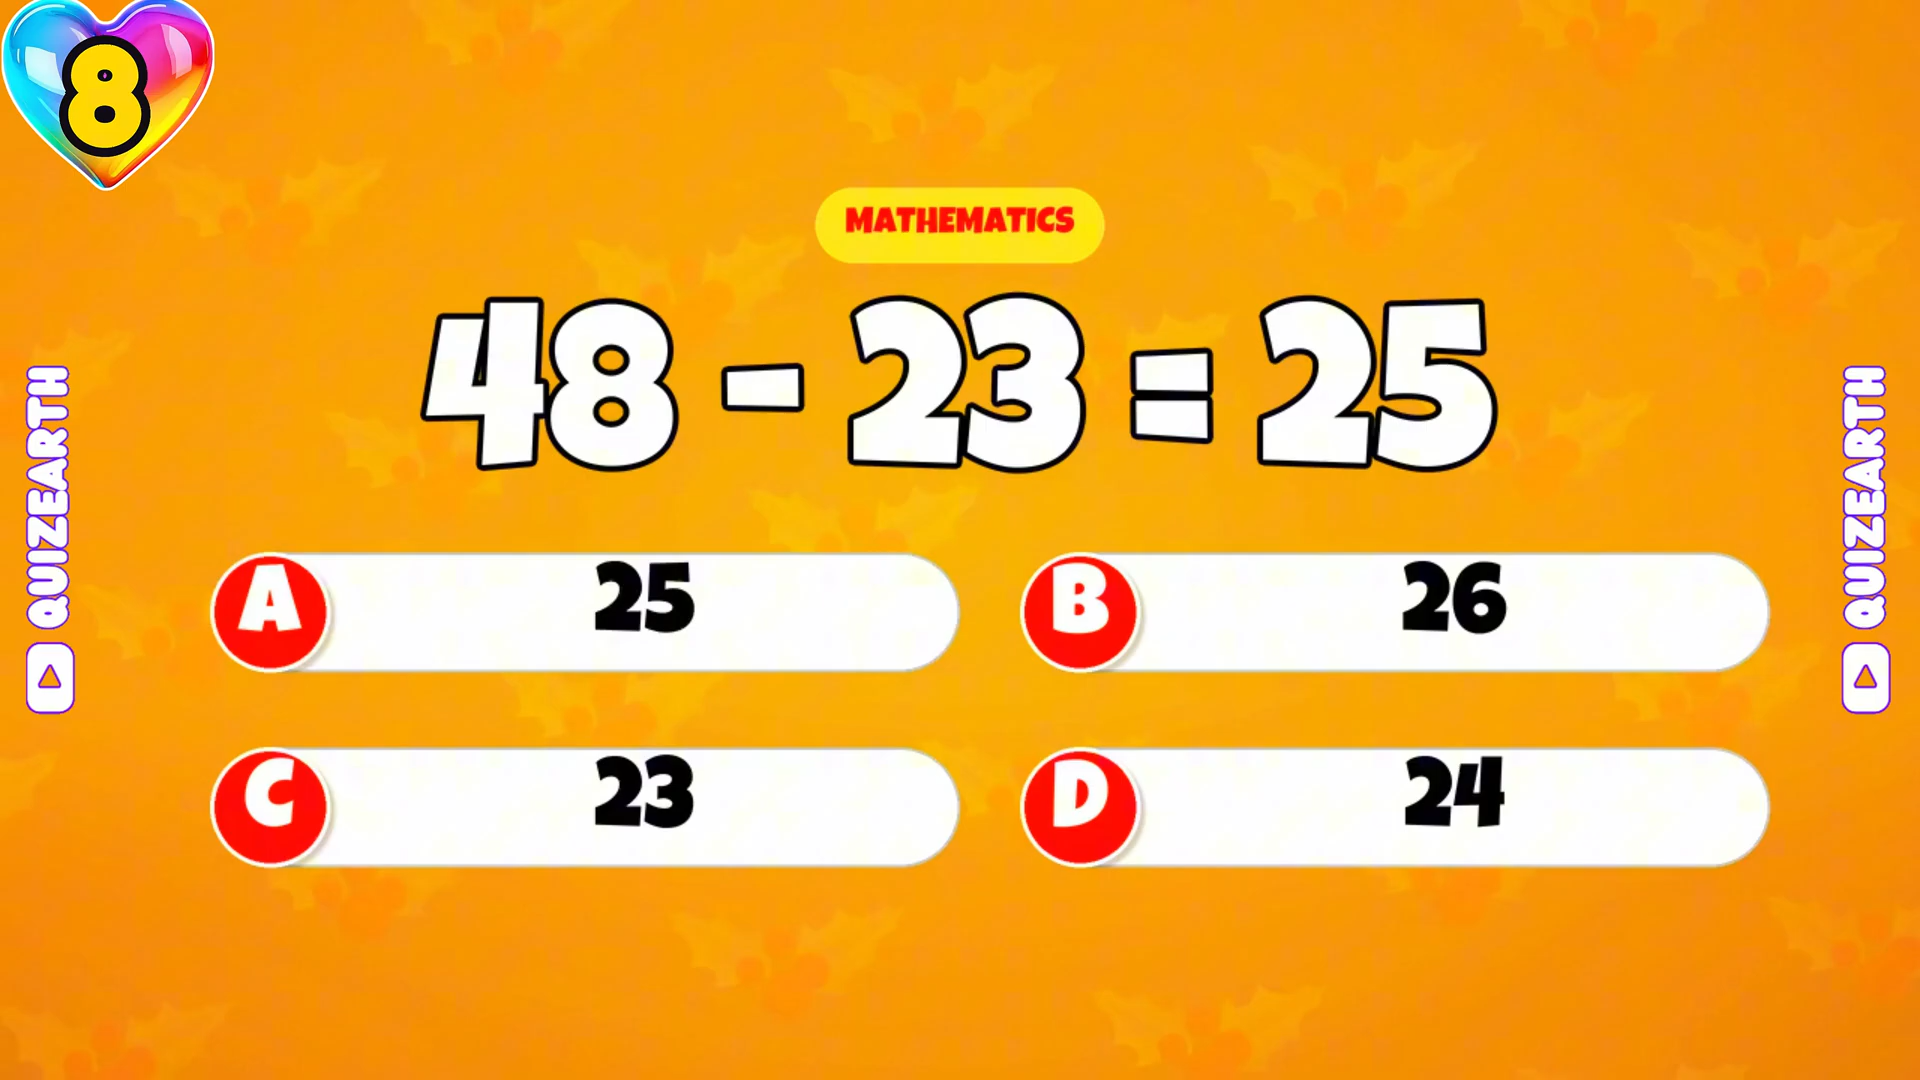 8
MATHEMATICS
48 - 23 = 25
A 25
B 26
C 23
D 24
QUIZEARTH
QUIZEARTH